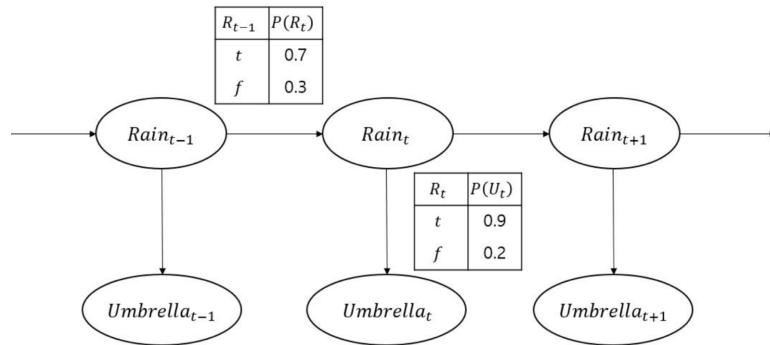 R_{t-1} P(R_t)
t 0.7
f 0.3
Rain_{t-1} Rain_t Rain_{t+1}
R_t P(U_t)
t 0.9
f 0.2
Umbrella_{t-1} Umbrella_t Umbrella_{t+1}